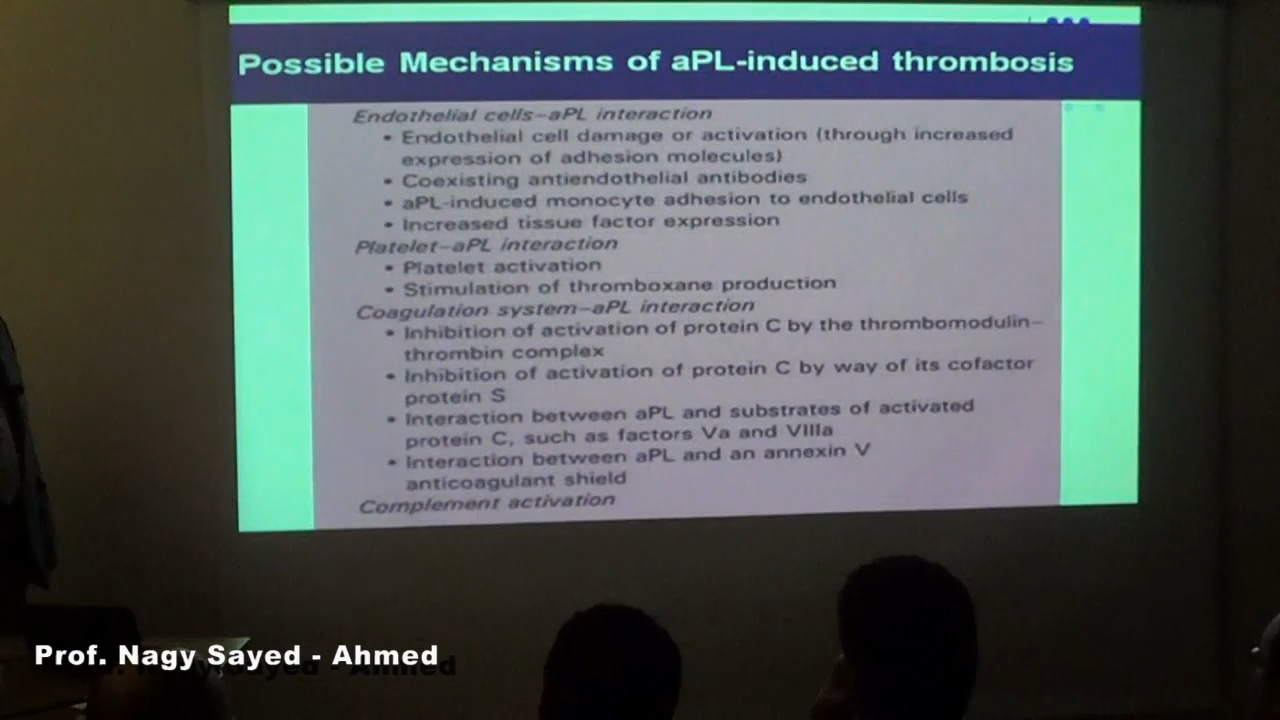 Possible Mechanisms of aPL-induced thrombosis
Endothelial cells–aPL interaction
• Endothelial cell damage or activation (through increased
expression of adhesion molecules)
• Coexisting antiendothelial antibodies
• aPL-induced monocyte adhesion to endothelial cells
• Increased tissue factor expression
Platelet–aPL interaction
• Platelet activation
• Stimulation of thromboxane production
Coagulation system–aPL interaction
• Inhibition of activation of protein C by the thrombomodulin–
thrombin complex
• Inhibition of activation of protein C by way of its cofactor
protein S
• Interaction between aPL and substrates of activated
protein C, such as factors Va and VIIIa
• Interaction between aPL and an annexin V
anticoagulant shield
Complement activation
Prof. Nagy Sayed - Ahmed